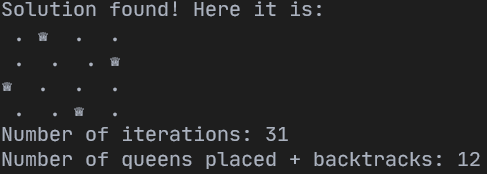 Solution found! Here it is:
. ♛ . .
. . . ♛
♛ . . .
. . ♛ .
Number of iterations: 31
Number of queens placed + backtracks: 12